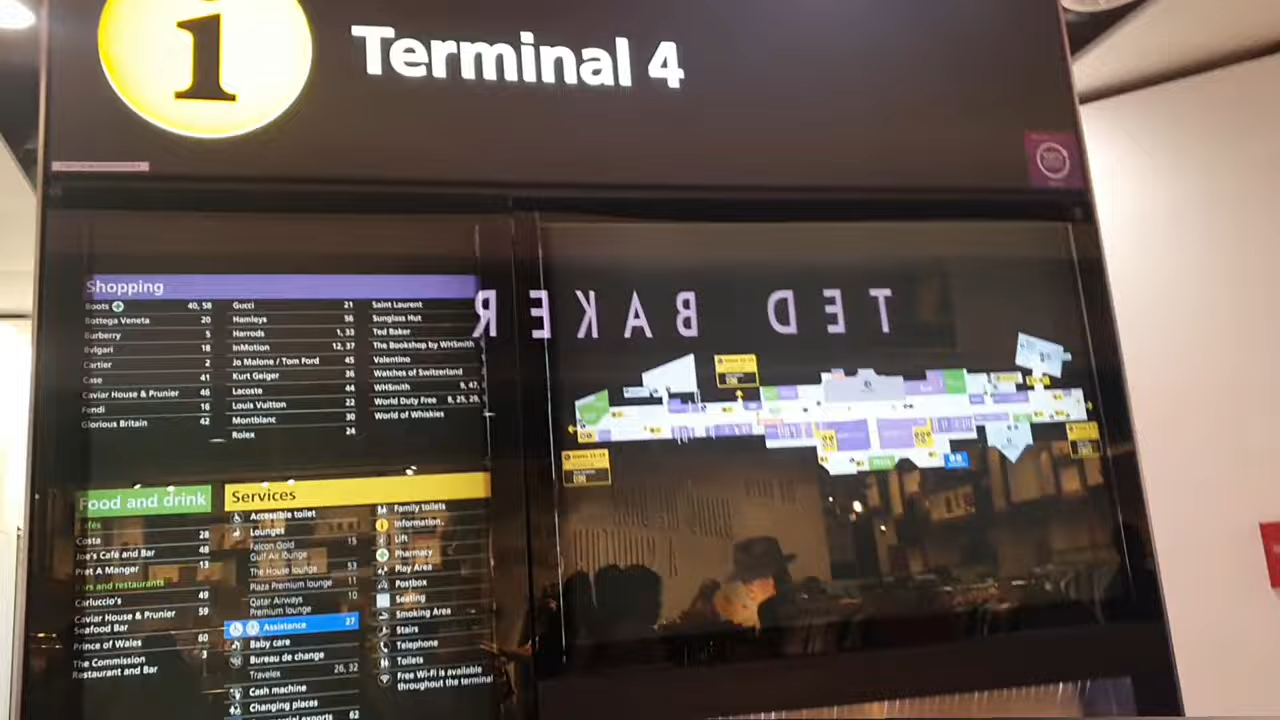 i
Terminal 4
Shopping
Boots 40, 58
Bottega Veneta 20
Burberry 5
Bvlgari 18
Cartier 2
Case 41
Caviar House & Prunier 46
Fendi 16
Glorious Britain 42
Gucci 21
Hamleys 56
Harrods 1, 33
InMotion 12, 37
Jo Malone / Tom Ford 45
Kurt Geiger 36
Lacoste 44
Louis Vuitton 22
Montblanc 30
Rolex 24
Saint Laurent
Sunglass Hut
Ted Baker
The Bookshop by WHSmith
Valentino
Watches of Switzerland
WHSmith
World Duty Free 8, 25, 29,
World of Whiskies
TED BAKER
Food and drink
Cafés
Costa 28
Joe's Café and Bar 48
Pret A Manger 13
Bars and restaurants
Carluccio's 49
Caviar House & Prunier 59
Seafood Bar
Prince of Wales 60
The Commission 3
Restaurant and Bar
Services
Accessible toilet
Lounges
Falcon Gold 15
Gulf Air lounge
The House lounge 53
Plaza Premium lounge 11
Qatar Airways 10
Premium lounge
Assistance 27
Baby care
Bureau de change
Travelex 26, 32
Cash machine
Changing places
62
Family toilets
Information
Lift
Pharmacy
Play Area
Postbox
Seating
Smoking Area
Stairs
Telephone
Toilets
Free Wi-Fi is available
throughout the terminal